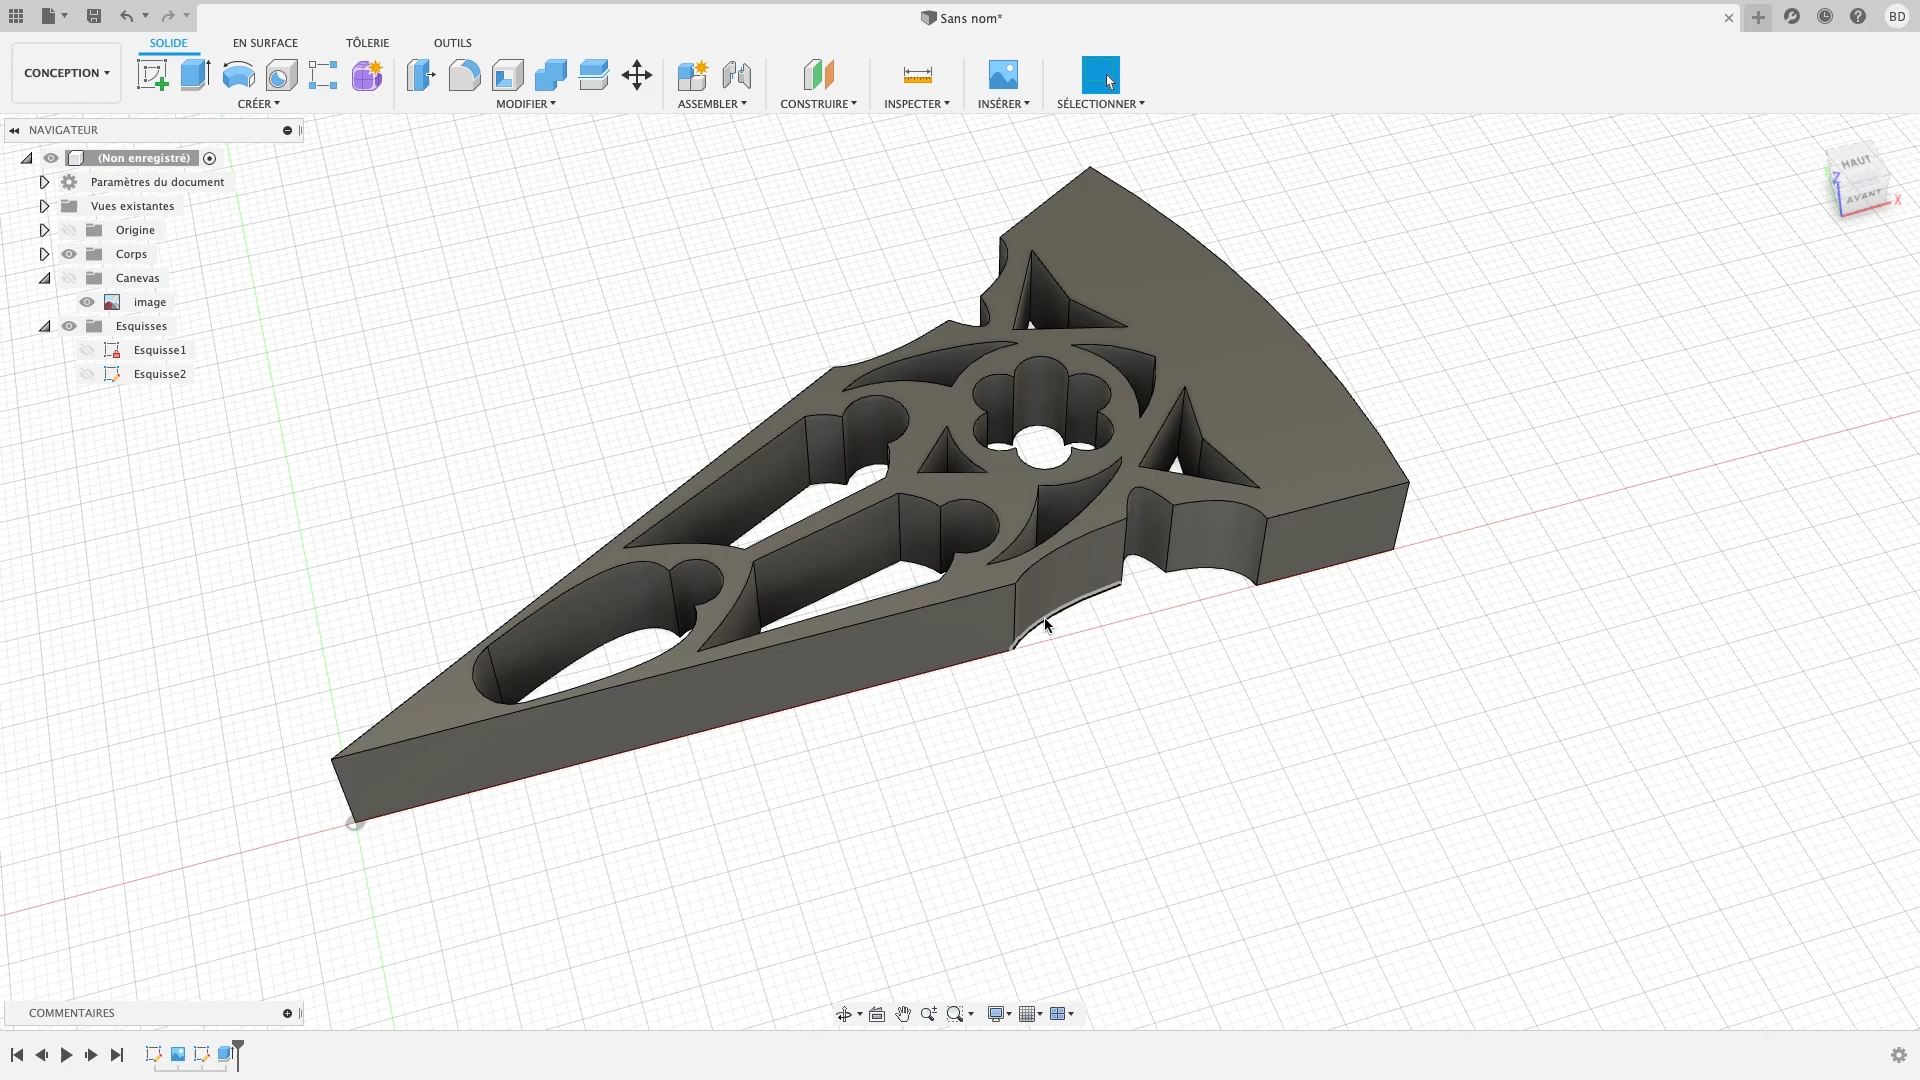 Sans nom*
BD
CONCEPTION
SOLIDE
EN SURFACE
TÔLERIE
OUTILS
CRÉER
MODIFIER
ASSEMBLER
CONSTRUIRE
INSPECTER
INSÉRER
SÉLECTIONNER
NAVIGATEUR
(Non enregistré)
Paramètres du document
Vues existantes
Origine
Corps
Canevas
image
Esquisses
Esquisse1
Esquisse2
HAUT
Z
AVANT
X
COMMENTAIRES